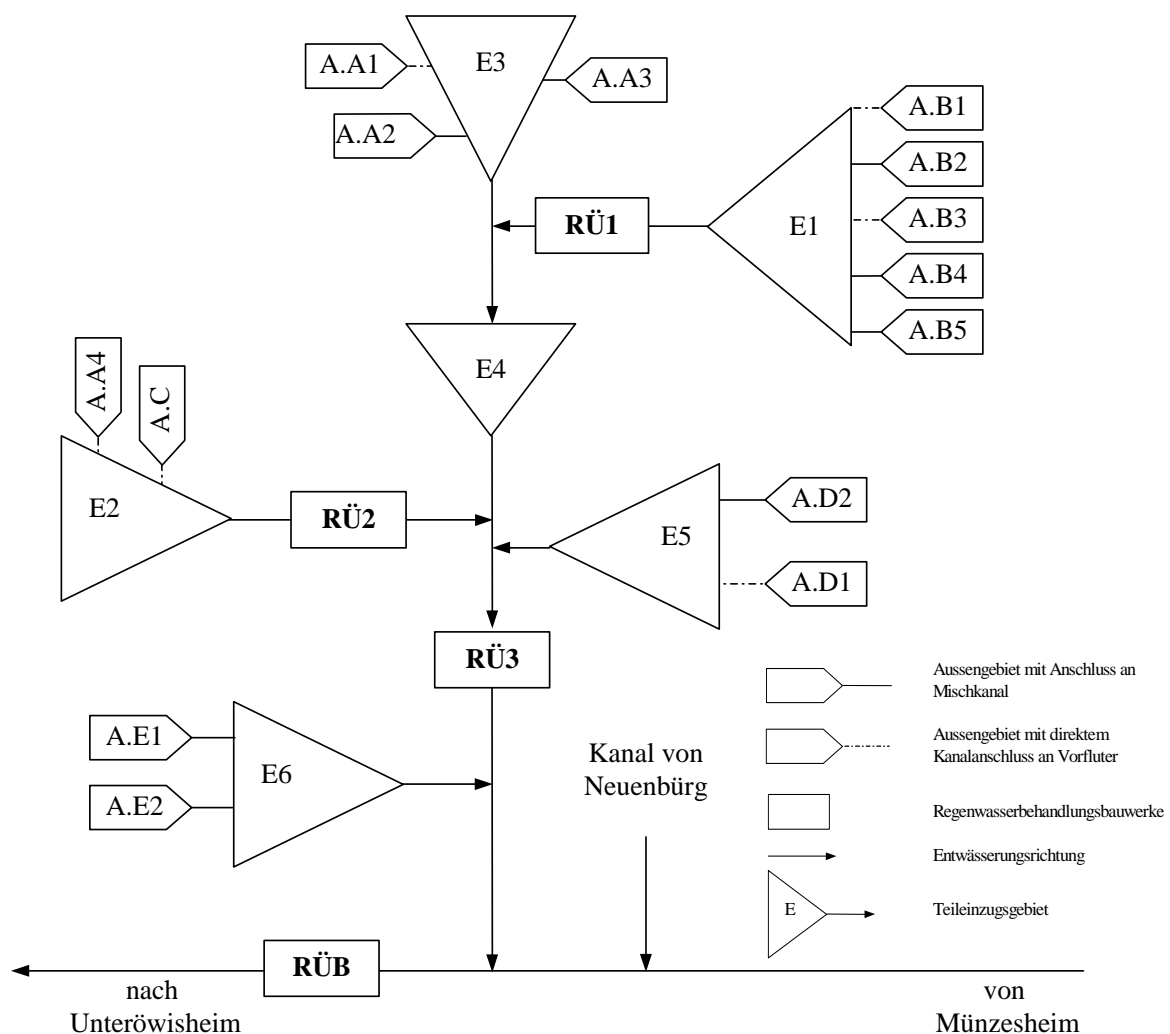 E3
A.A1
A.A3
A.A2
A.B1
A.B2
RÜ1
E1
A.B3
A.B4
A.B5
E4
A.A4
A.C
E2
RÜ2
A.D2
E5
A.D1
RÜ3
Aussengebiet mit Anschluss an
Mischkanal
A.E1
Aussengebiet mit direktem
Kanalanschluss an Vorfluter
E6
A.E2
Kanal von
Neuenbürg
Regenwasserbehandlungsbauwerke
Entwässerungsrichtung
E
Teileinzugsgebiet
RÜB
nach
Unteröwisheim
von
Münzesheim